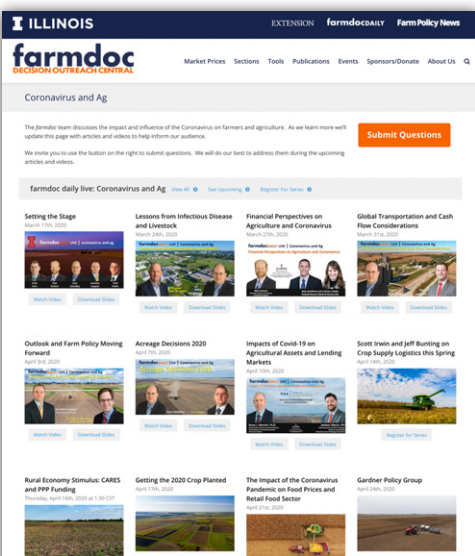 I ILLINOIS
EXTENSION farmdocDAILY Farm Policy News
farmdoc
DECISION OUTREACH CENTRAL
Market Prices Sections Tools Publications Events Sponsors/Donate About Us
Coronavirus and Ag
The farmdoc team discusses the impact and influence of the Coronavirus on farmers and agriculture. As we learn more we'll
update this page with articles and videos to help inform our audience.
We invite you to use the button on the right to submit questions. We will do our best to address them during the upcoming
articles and videos.
Submit Questions
farmdoc daily live: Coronavirus and Ag View All See Upcoming Register For Series
Setting the Stage
March 17th, 2020
Watch Video Download Slides
Lessons from Infectious Disease
and Livestock
March 24th, 2020
Watch Video Download Slides
Financial Perspectives on
Agriculture and Coronavirus
March 27th, 2020
Financial Perspectives on Agriculture and Coronavirus
Watch Video Download Slides
Global Transportation and Cash
Flow Considerations
March 31st, 2020
Watch Video Download Slides
Outlook and Farm Policy Moving
Forward
April 3rd, 2020
Watch Video Download Slides
Acreage Decisions 2020
April 7th, 2020
Acreage Decisions 2020
Watch Video Download Slides
Impacts of Covid-19 on
Agricultural Assets and Lending
Markets
April 10th, 2020
Watch Video Download Slides
Scott Irwin and Jeff Bunting on
Crop Supply Logistics this Spring
April 14th, 2020
Register for Series
Rural Economy Stimulus: CARES
and PPP Funding
Thursday, April 16th, 2020 at 1:30 CST
Getting the 2020 Crop Planted
April 17th, 2020
The Impact of the Coronavirus
Pandemic on Food Prices and
Retail Food Sector
April 21st, 2020
Gardner Policy Group
April 24th, 2020